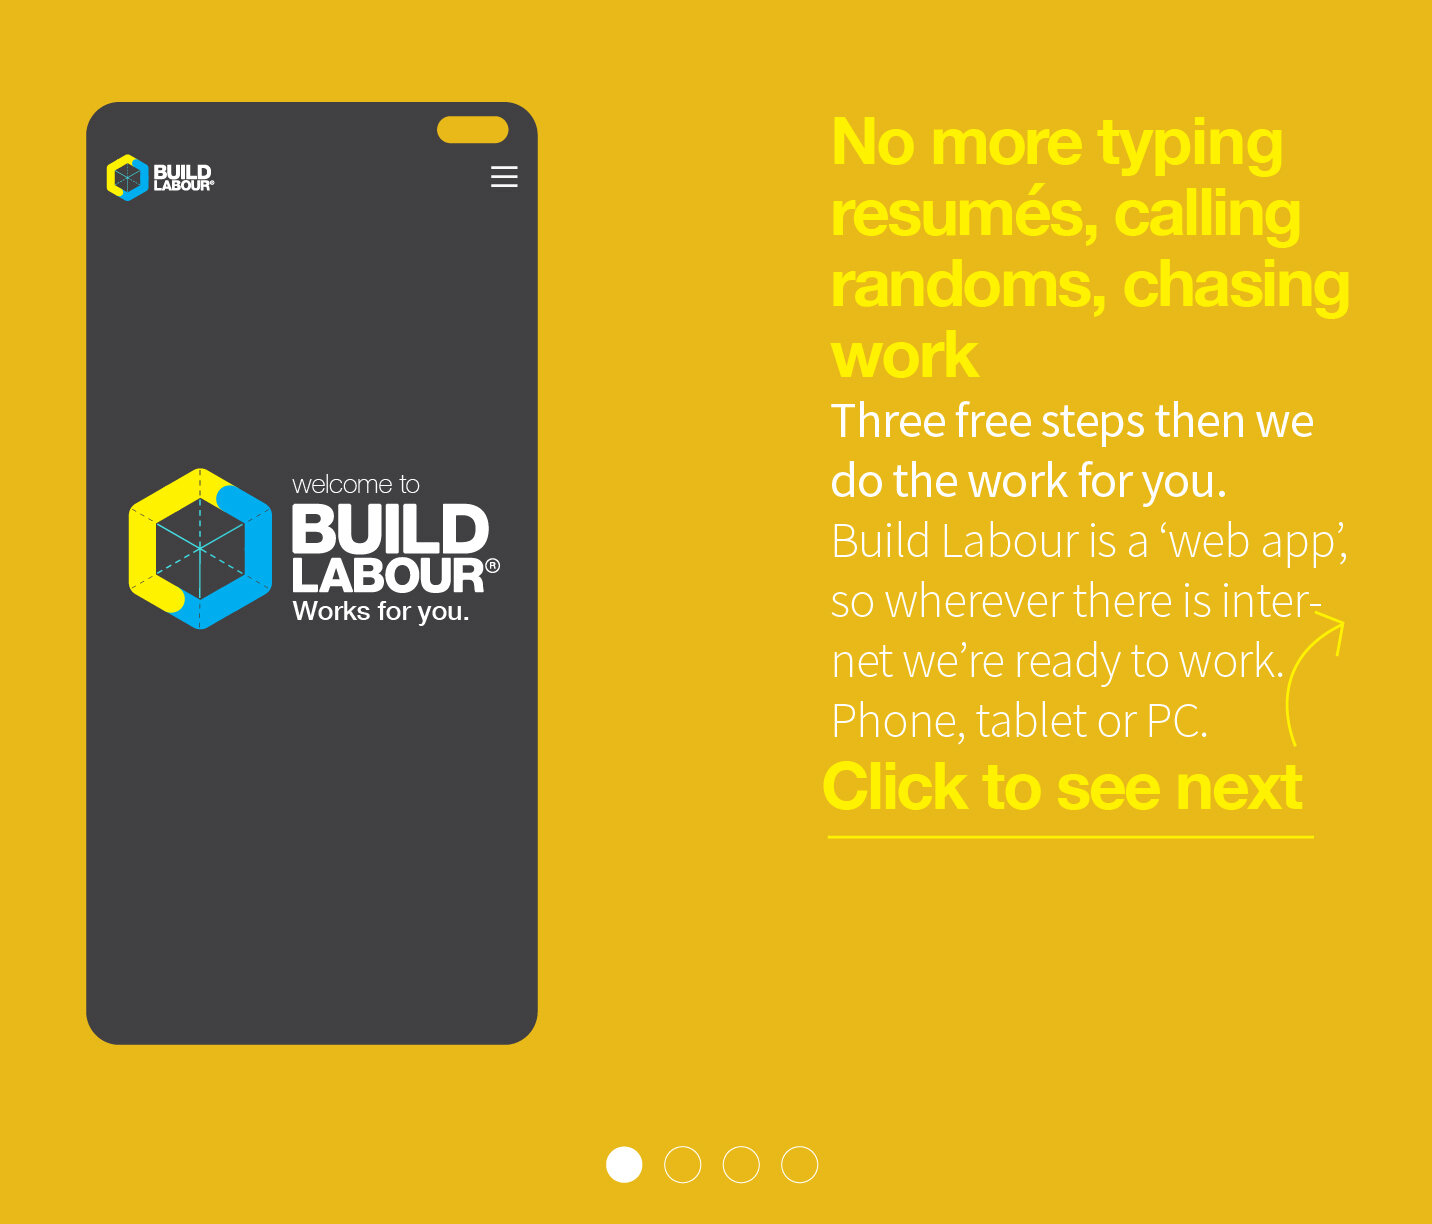 BUILD
LABOUR®
welcome to
BUILD
LABOUR®
Works for you.
No more typing
resumés, calling
randoms, chasing
work
Three free steps then we
do the work for you.
Build Labour is a ‘web app’,
so wherever there is inter-
net we’re ready to work.
Phone, tablet or PC.
Click to see next